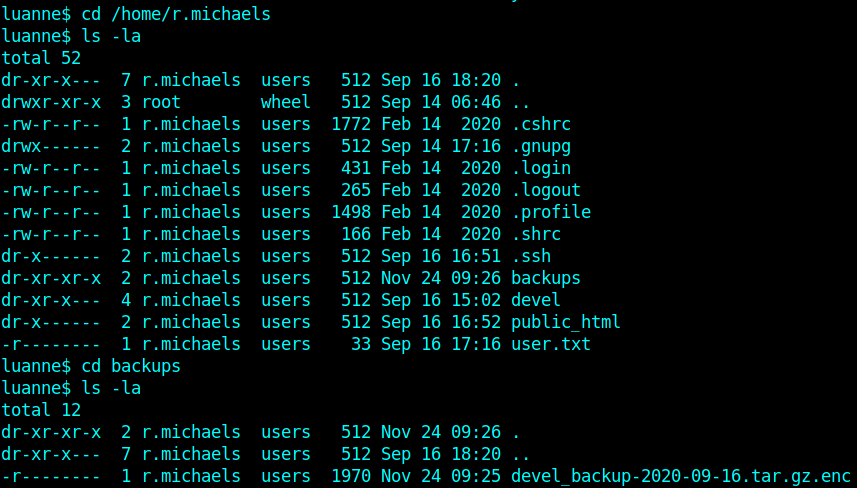 luanne$ cd /home/r.michaels
luanne$ ls -la
total 52
dr-xr-x---  7 r.michaels  users   512 Sep 16 18:20 .
drwxr-xr-x  3 root        wheel   512 Sep 14 06:46 ..
-rw-r--r--  1 r.michaels  users  1772 Feb 14  2020 .cshrc
drwx------  2 r.michaels  users   512 Sep 14 17:16 .gnupg
-rw-r--r--  1 r.michaels  users   431 Feb 14  2020 .login
-rw-r--r--  1 r.michaels  users   265 Feb 14  2020 .logout
-rw-r--r--  1 r.michaels  users  1498 Feb 14  2020 .profile
-rw-r--r--  1 r.michaels  users   166 Feb 14  2020 .shrc
dr-x------  2 r.michaels  users   512 Sep 16 16:51 .ssh
dr-xr-xr-x  2 r.michaels  users   512 Nov 24 09:26 backups
dr-xr-x---  4 r.michaels  users   512 Sep 16 15:02 devel
dr-x------  2 r.michaels  users   512 Sep 16 16:52 public_html
-r--------  1 r.michaels  users    33 Sep 16 17:16 user.txt
luanne$ cd backups
luanne$ ls -la
total 12
dr-xr-xr-x  2 r.michaels  users   512 Nov 24 09:26 .
dr-xr-x---  7 r.michaels  users   512 Sep 16 18:20 ..
-r--------  1 r.michaels  users  1970 Nov 24 09:25 devel_backup-2020-09-16.tar.gz.enc